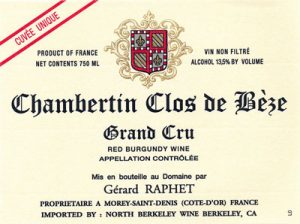 CUVÉE UNIQUE
PRODUCT OF FRANCE
NET CONTENTS 750 ML
VIN NON FILTRÉ
ALCOHOL 13,5% BY VOLUME
Chambertin Clos de Bèze
Grand Cru
RED BURGUNDY WINE
APPELLATION CONTRÔLÉE
Mis en bouteille au Domaine par
Gérard RAPHET
PROPRIETAIRE A MOREY-SAINT-DENIS (COTE-D'OR) FRANCE
IMPORTED BY : NORTH BERKELEY WINE BERKELEY, CA